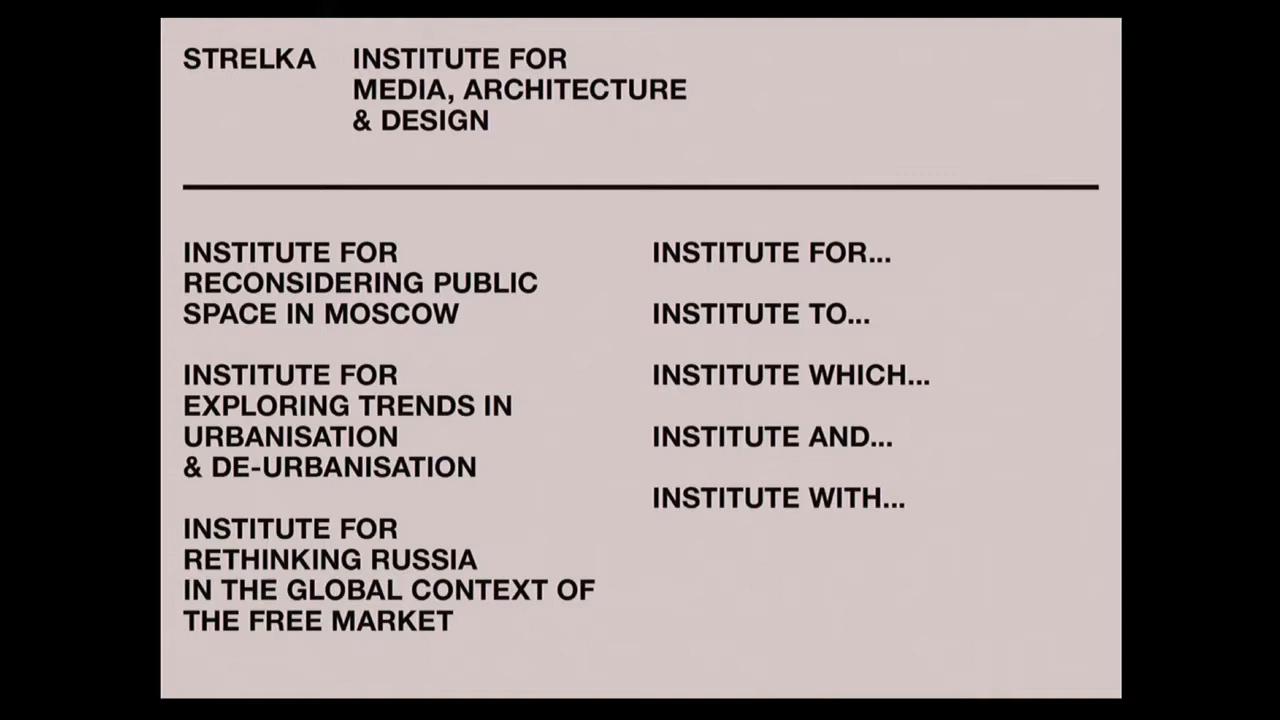 STRELKA INSTITUTE FOR
MEDIA, ARCHITECTURE
& DESIGN
INSTITUTE FOR
RECONSIDERING PUBLIC
SPACE IN MOSCOW
INSTITUTE FOR
EXPLORING TRENDS IN
URBANISATION
& DE-URBANISATION
INSTITUTE FOR
RETHINKING RUSSIA
IN THE GLOBAL CONTEXT OF
THE FREE MARKET
INSTITUTE FOR...
INSTITUTE TO...
INSTITUTE WHICH...
INSTITUTE AND...
INSTITUTE WITH...